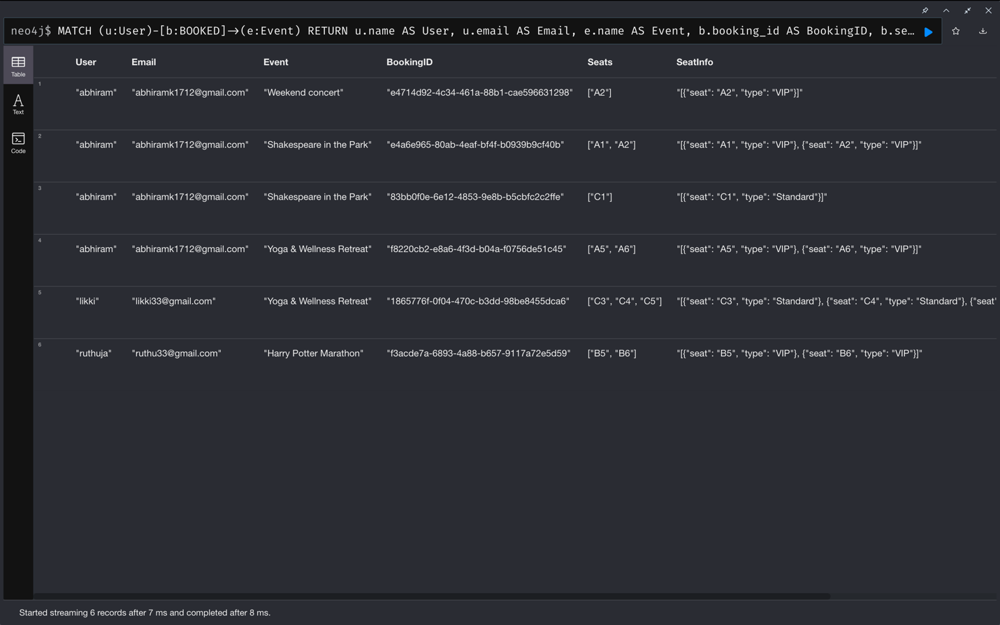 neo4j$ MATCH (u:User)-[b:BOOKED]→(e:Event) RETURN u.name AS User, u.email AS Email, e.name AS Event, b.booking_id AS BookingID, b.se…
Table
Text
Code
User Email Event BookingID Seats SeatInfo
1 "abhiram" "abhiramk1712@gmail.com" "Weekend concert" "e4714d92-4c34-461a-88b1-cae596631298" ["A2"] "[{"seat": "A2", "type": "VIP"}]"
2 "abhiram" "abhiramk1712@gmail.com" "Shakespeare in the Park" "e4a6e965-80ab-4eaf-bf4f-b0939b9cf40b" ["A1", "A2"] "[{"seat": "A1", "type": "VIP"}, {"seat": "A2", "type": "VIP"}]"
3 "abhiram" "abhiramk1712@gmail.com" "Shakespeare in the Park" "83bb0f0e-6e12-4853-9e8b-b5cbfc2c2ffe" ["C1"] "[{"seat": "C1", "type": "Standard"}]"
4 "abhiram" "abhiramk1712@gmail.com" "Yoga & Wellness Retreat" "f8220cb2-e8a6-4f3d-b04a-f0756de51c45" ["A5", "A6"] "[{"seat": "A5", "type": "VIP"}, {"seat": "A6", "type": "VIP"}]"
5 "likki" "likki33@gmail.com" "Yoga & Wellness Retreat" "1865776f-0f04-470c-b3dd-98be8455dca6" ["C3", "C4", "C5"] "[{"seat": "C3", "type": "Standard"}, {"seat": "C4", "type": "Standard"}, {"seat"
6 "ruthuja" "ruthu33@gmail.com" "Harry Potter Marathon" "f3acde7a-6893-4a88-b657-9117a72e5d59" ["B5", "B6"] "[{"seat": "B5", "type": "VIP"}, {"seat": "B6", "type": "VIP"}]"
Started streaming 6 records after 7 ms and completed after 8 ms.